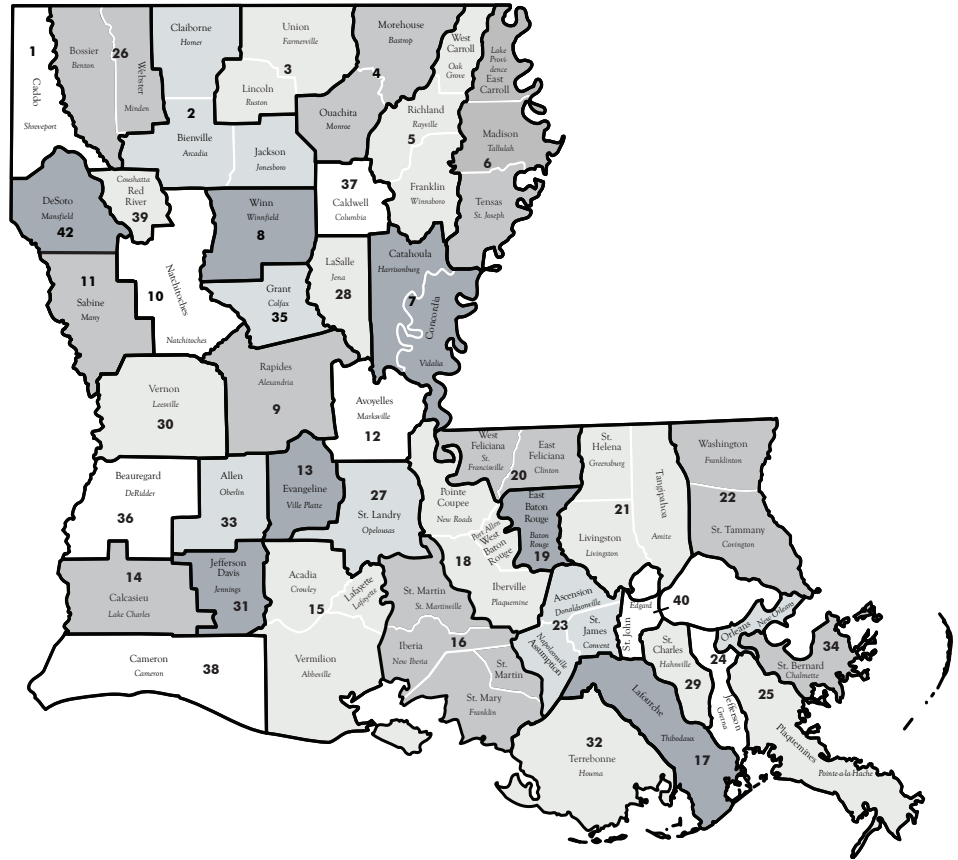 1
Caddo
Shreveport
Bossier
Benton
26
Webster
Minden
Claiborne
Homer
2
Bienville
Arcadia
Jackson
Jonesboro
Union
Farmerville
3
Lincoln
Ruston
Morehouse
Bastrop
4
Ouachita
Monroe
West
Carroll
Oak
Grove
Richland
Rayville
5
Franklin
Winnsboro
Lake
Provi
dence
East
Carroll
Madison
Tallulah
6
Tensas
St. Joseph
DeSoto
Mansfield
42
Coushatta
Red
River
39
Winn
Winnfield
8
37
Caldwell
Columbia
11
Sabine
Many
10
Natchitoches
Natchitoches
Grant
Colfax
35
LaSalle
Jena
28
Catahoula
Harrisonburg
7
Concordia
Vidalia
Vernon
Leesville
30
Rapides
Alexandria
9
Avoyelles
Marksville
12
Beauregard
DeRidder
36
Allen
Oberlin
33
13
Evangeline
Ville Platte
27
St. Landry
Opelousas
Pointe
Coupee
New Roads
Port Allen
West
Baton
Rouge
18
Iberville
Plaquemine
West
Feliciana
St.
Francisville
East
Feliciana
Clinton
20
East
Baton
Rouge
Baton
Rouge
19
St.
Helena
Greensburg
Tangipahoa
Amite
21
Livingston
Livingston
Washington
Franklinton
22
St. Tammany
Covington
14
Calcasieu
Lake Charles
Jefferson
Davis
Jennings
31
Acadia
Crowley
15
Lafayette
Lafayette
Vermilion
Abbeville
Cameron
Cameron
38
St. Martin
St. Martinville
16
Iberia
New Iberia
St.
Martin
St. Mary
Franklin
Ascension
Donaldsonville
23
St.
James
Convent
Napoleonville
Assumption
Edgard
St. John
40
St.
Charles
Hahnville
29
24
Jefferson
Gretna
Orleans
New Orleans
34
St. Bernard
Chalmette
25
Plaquemines
Pointe-a-la-Hache
Lafourche
Thibodaux
17
32
Terrebonne
Houma